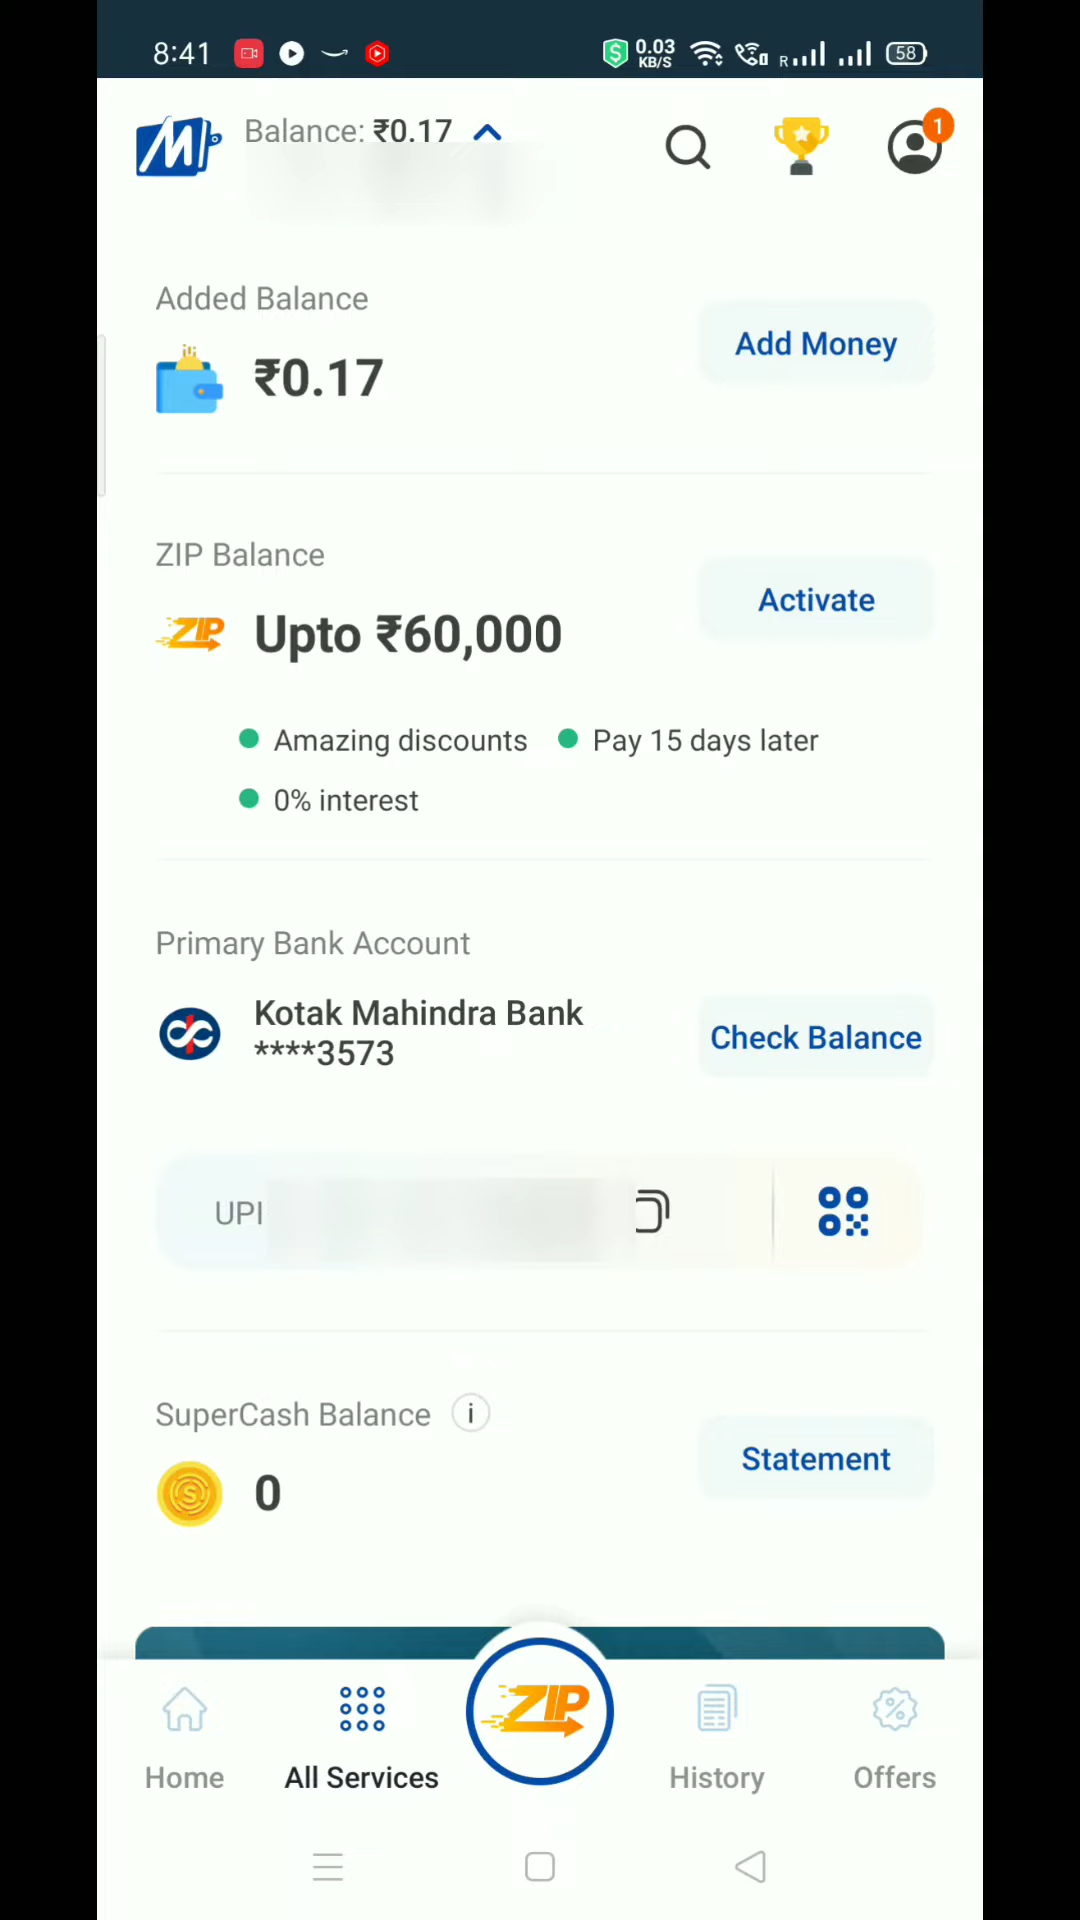 8:41
0.03
KB/S
R
58
Balance: ₹0.17
1
Added Balance
₹0.17
Add Money
ZIP Balance
ZIP
Upto ₹60,000
Activate
Amazing discounts
Pay 15 days later
0% interest
Primary Bank Account
Kotak Mahindra Bank
****3573
Check Balance
UPI
SuperCash Balance i
0
Statement
ZIP
Home
All Services
History
Offers